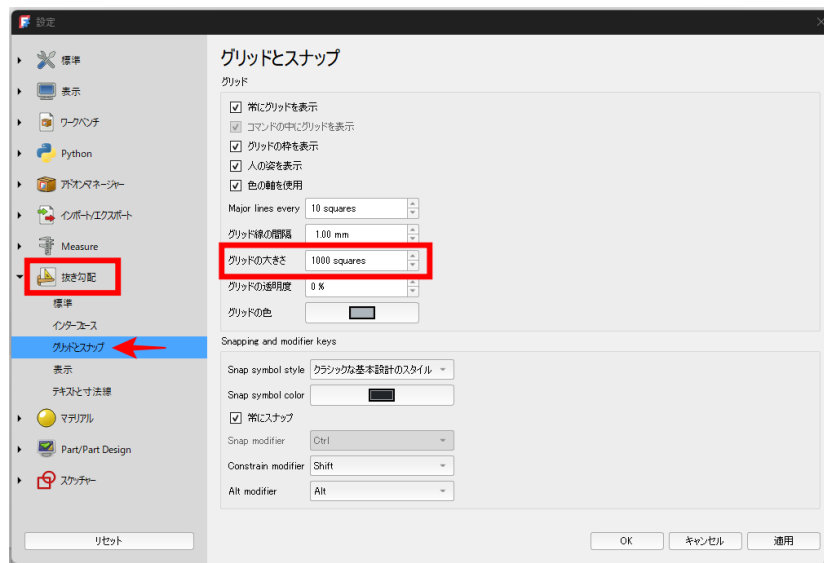 設定
標準
表示
ワークベンチ
Python
アドオンマネージャー
インポート/エクスポート
Measure
抜き勾配
標準
インターフェース
グリッドとスナップ
表示
テキストと寸法線
マテリアル
Part/Part Design
スケッチャー
リセット
グリッドとスナップ
グリッド
常にグリッドを表示
コマンドの中にグリッドを表示
グリッドの枠を表示
人の姿を表示
色の軸を使用
Major lines every 10 squares
グリッド線の間隔 1.00 mm
グリッドの大きさ 1000 squares
グリッドの透明度 0 %
グリッドの色
Snapping and modifier keys
Snap symbol style クラシックな基本設計のスタイル
Snap symbol color
常にスナップ
Snap modifier Ctrl
Constrain modifier Shift
Alt modifier Alt
OK キャンセル 適用